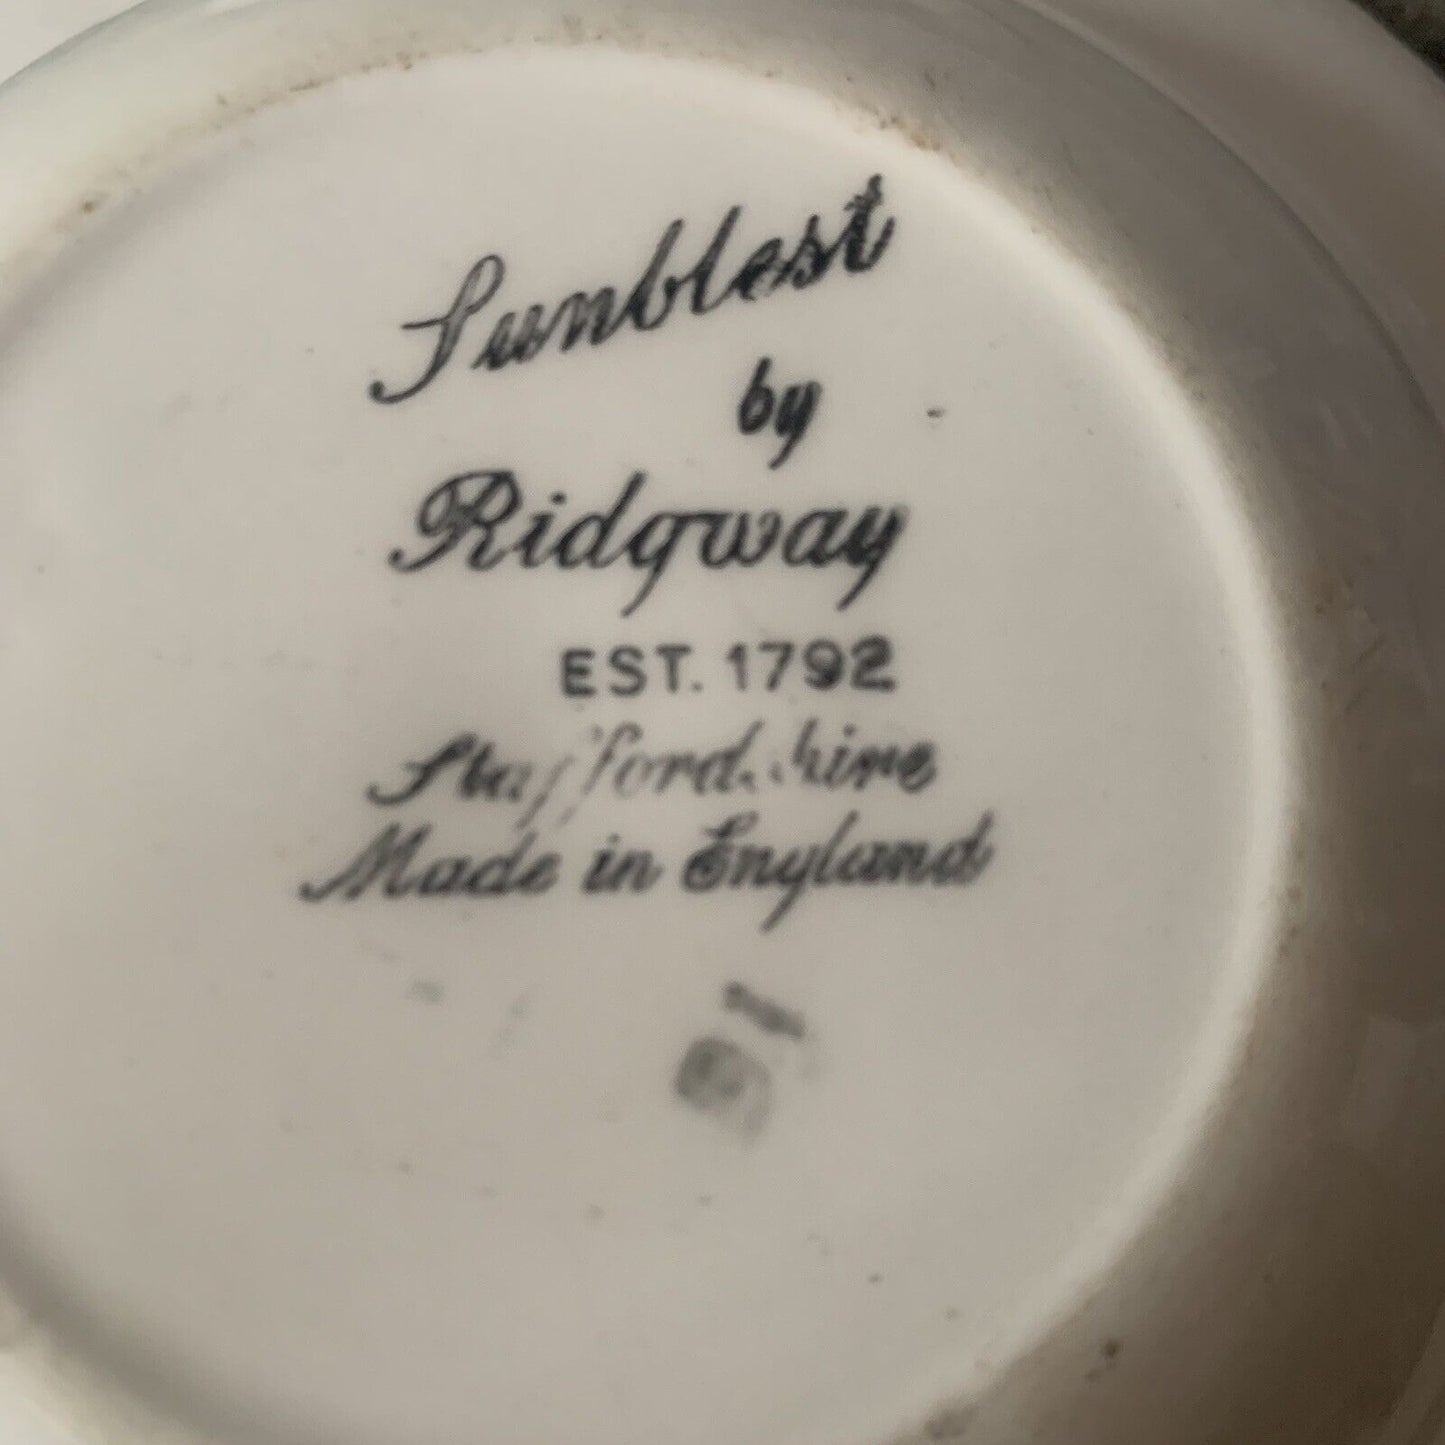 Sunblest
by
Ridgway
EST. 1792
Staffordshire
Made in England